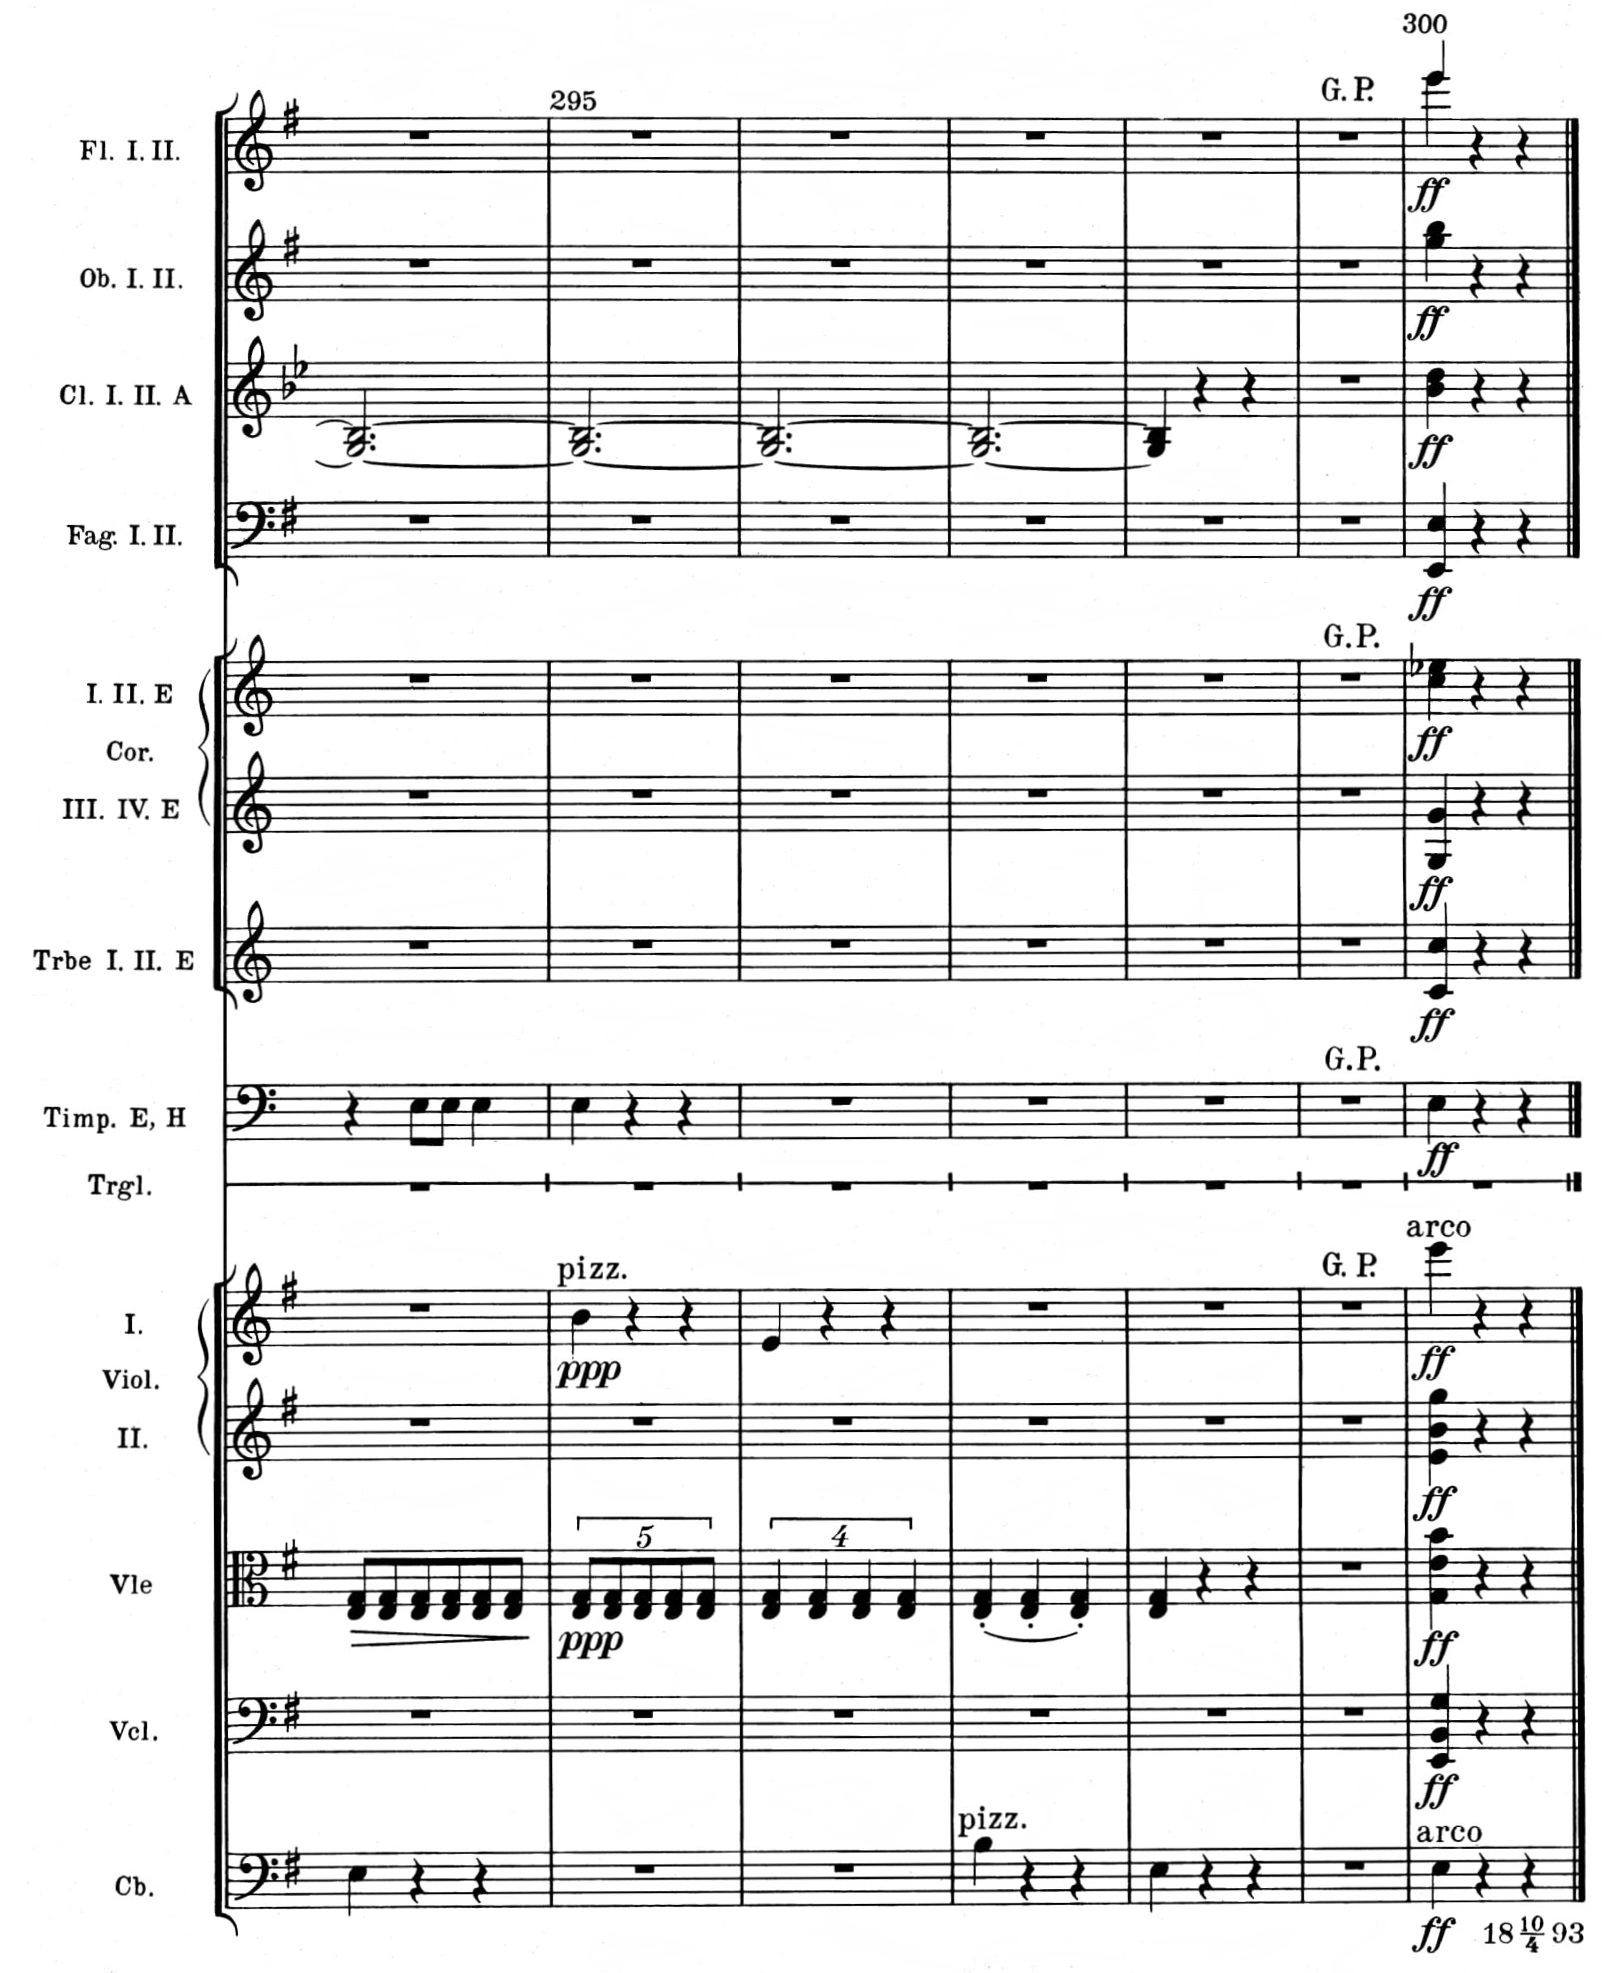 300
295
G. P.
Fl. I. II.
ff
Ob. I. II.
ff
Cl. I. II. A
ff
Fag. I. II.
ff
G.P.
I. II. E
ff
Cor.
III. IV. E
ff
Trbe I. II. E
ff
G.P.
Timp. E, H
ff
Trgl.
arco
pizz.
G. P.
I.
ppp
ff
Viol.
II.
ff
5
4
Vle
ppp
ff
Vcl.
ff
pizz.
arco
Cb.
ff
18 10/4 93